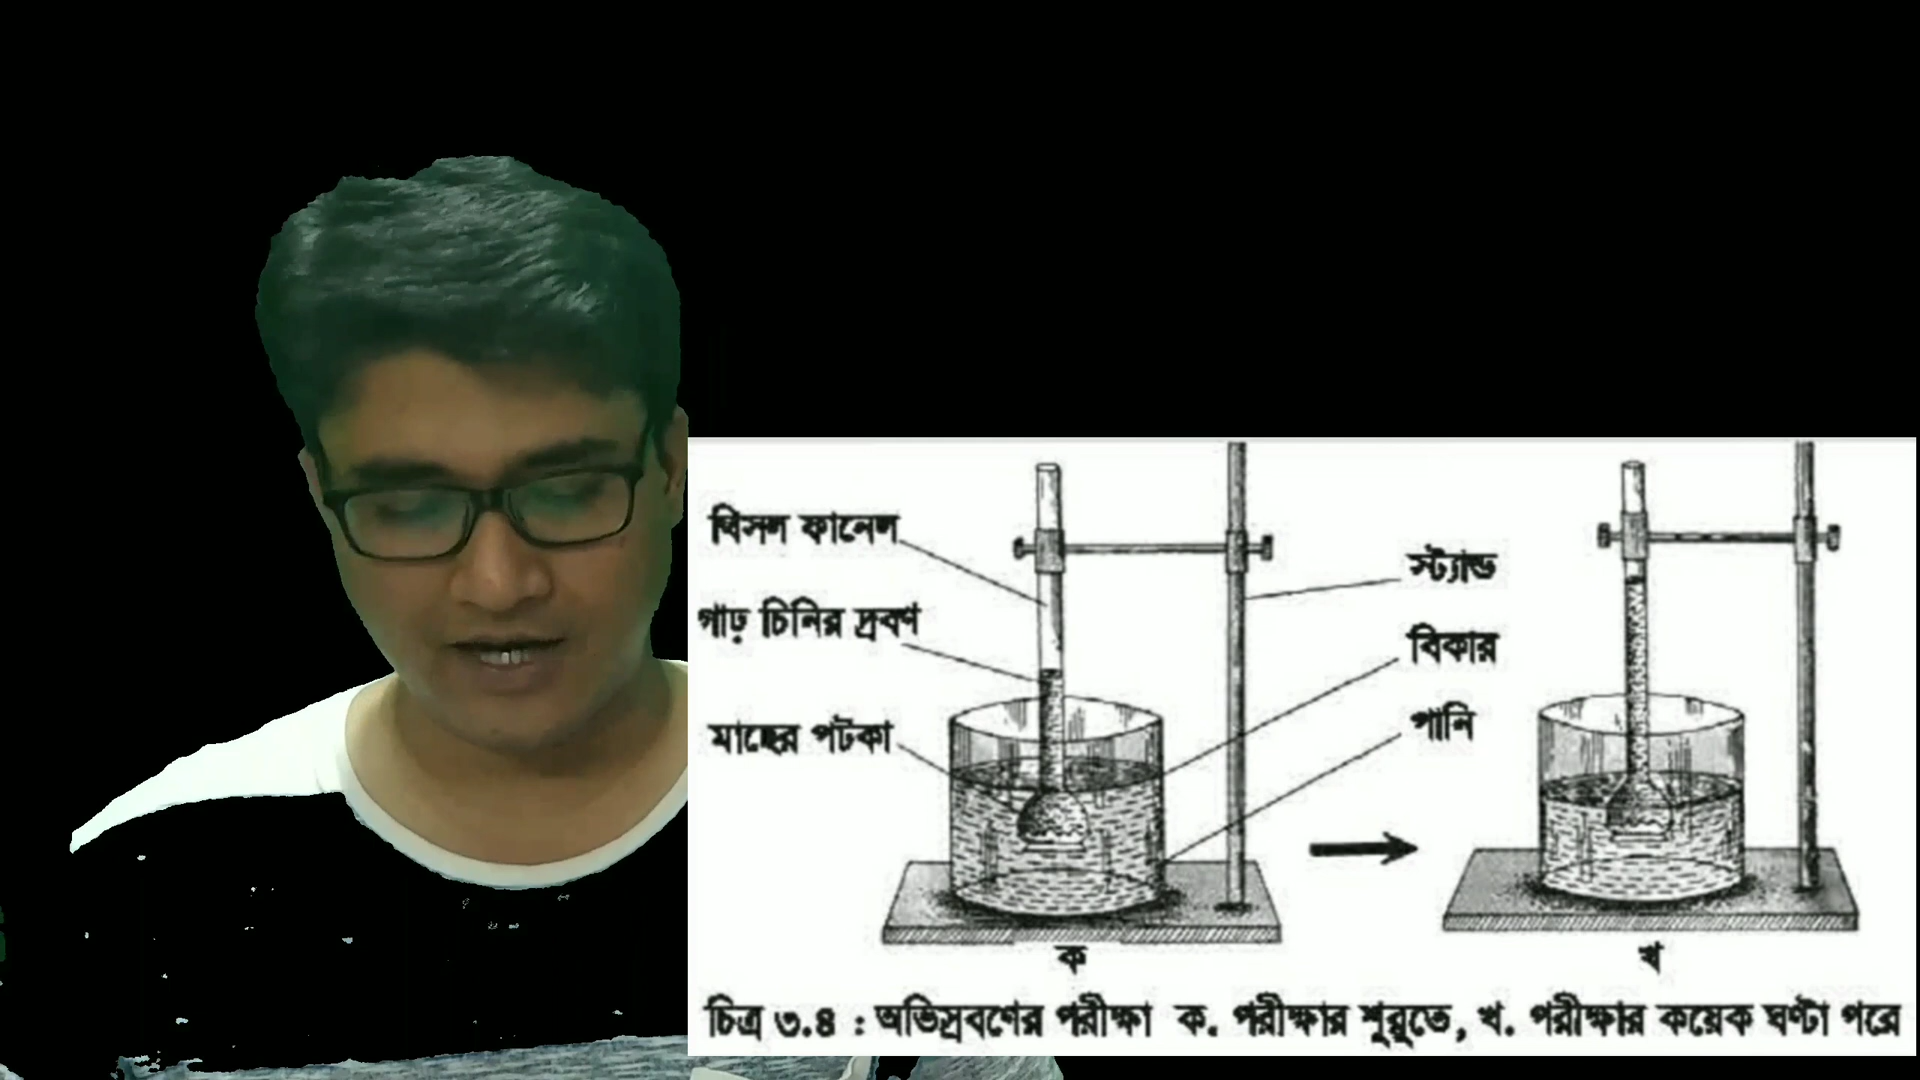 থিসল ফানেল
গাঢ় চিনির দ্রবণ
মাছের পটকা
স্ট্যান্ড
বিকার
পানি
ক
খ
চিত্র ৩.৪ : অভিস্রবণের পরীক্ষা ক. পরীক্ষার শুরুতে, খ. পরীক্ষার কয়েক ঘণ্টা পরে